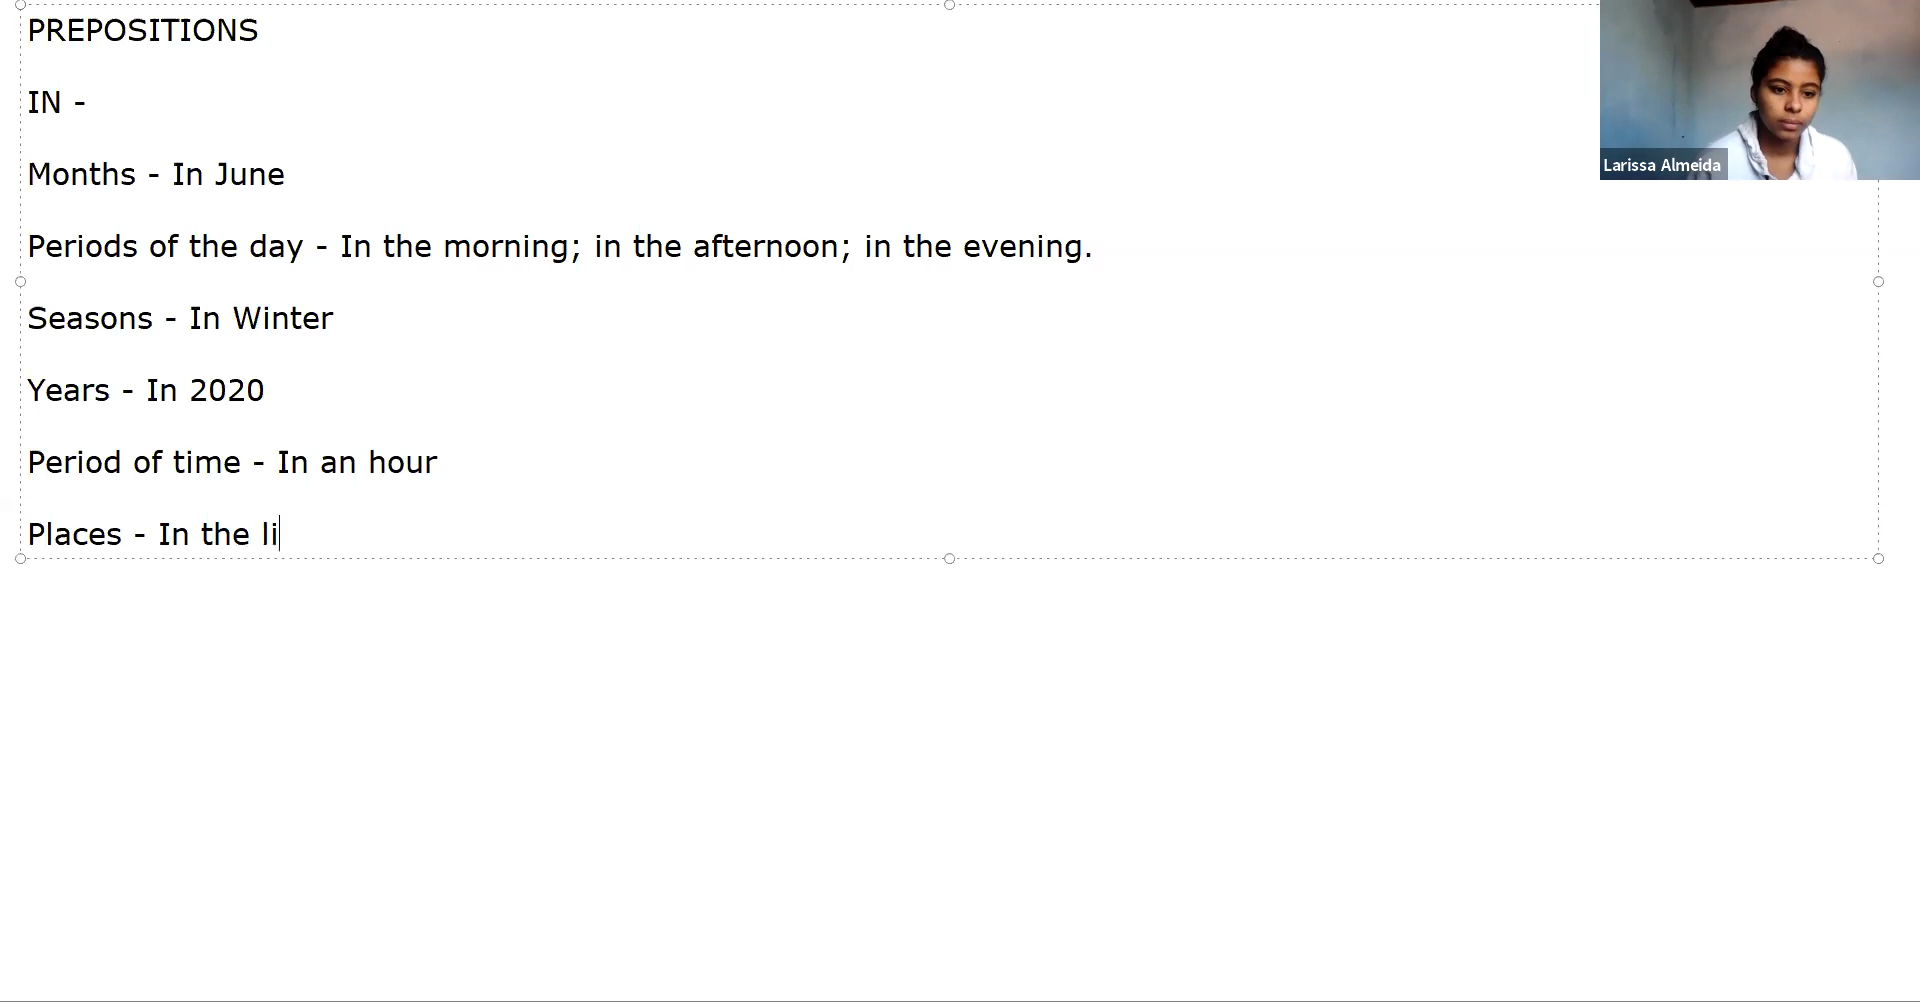 PREPOSITIONS
IN -
Months - In June
Periods of the day - In the morning; in the afternoon; in the evening.
Seasons - In Winter
Years - In 2020
Period of time - In an hour
Places - In the li
Larissa Almeida